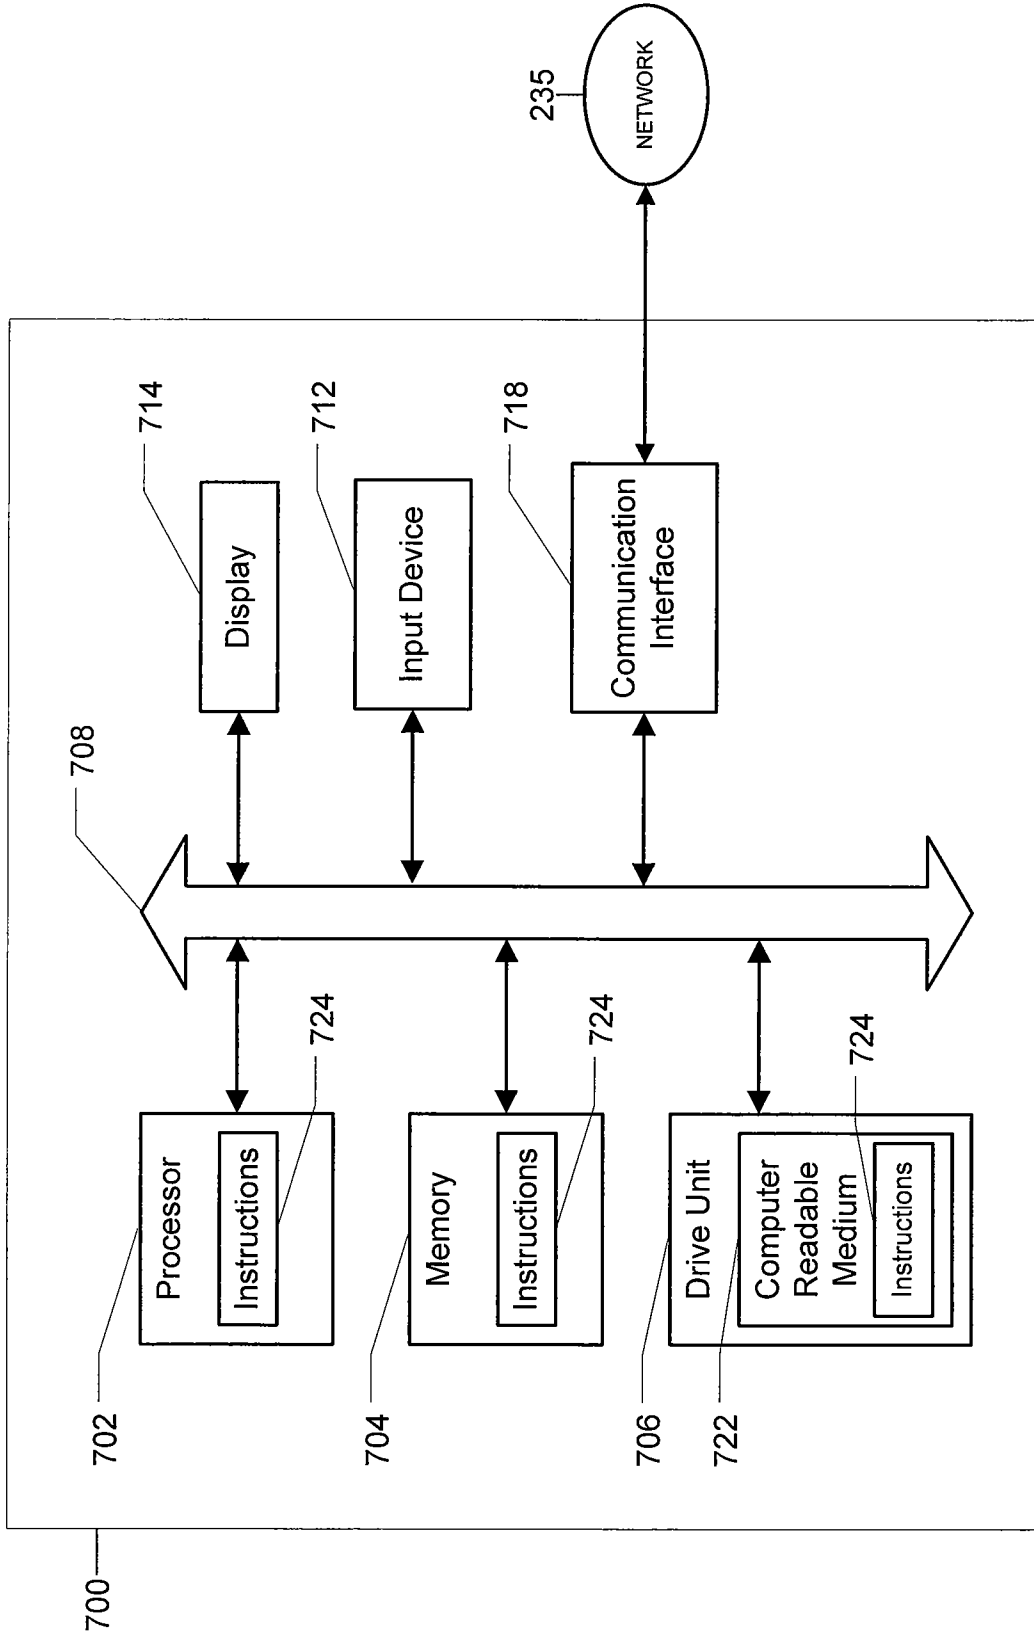 700
702
Processor
Instructions
724
704
Memory
Instructions
724
706
722
Drive Unit
Computer
Readable
Medium
Instructions
724
708
714
Display
712
Input Device
718
Communication
Interface
235
NETWORK